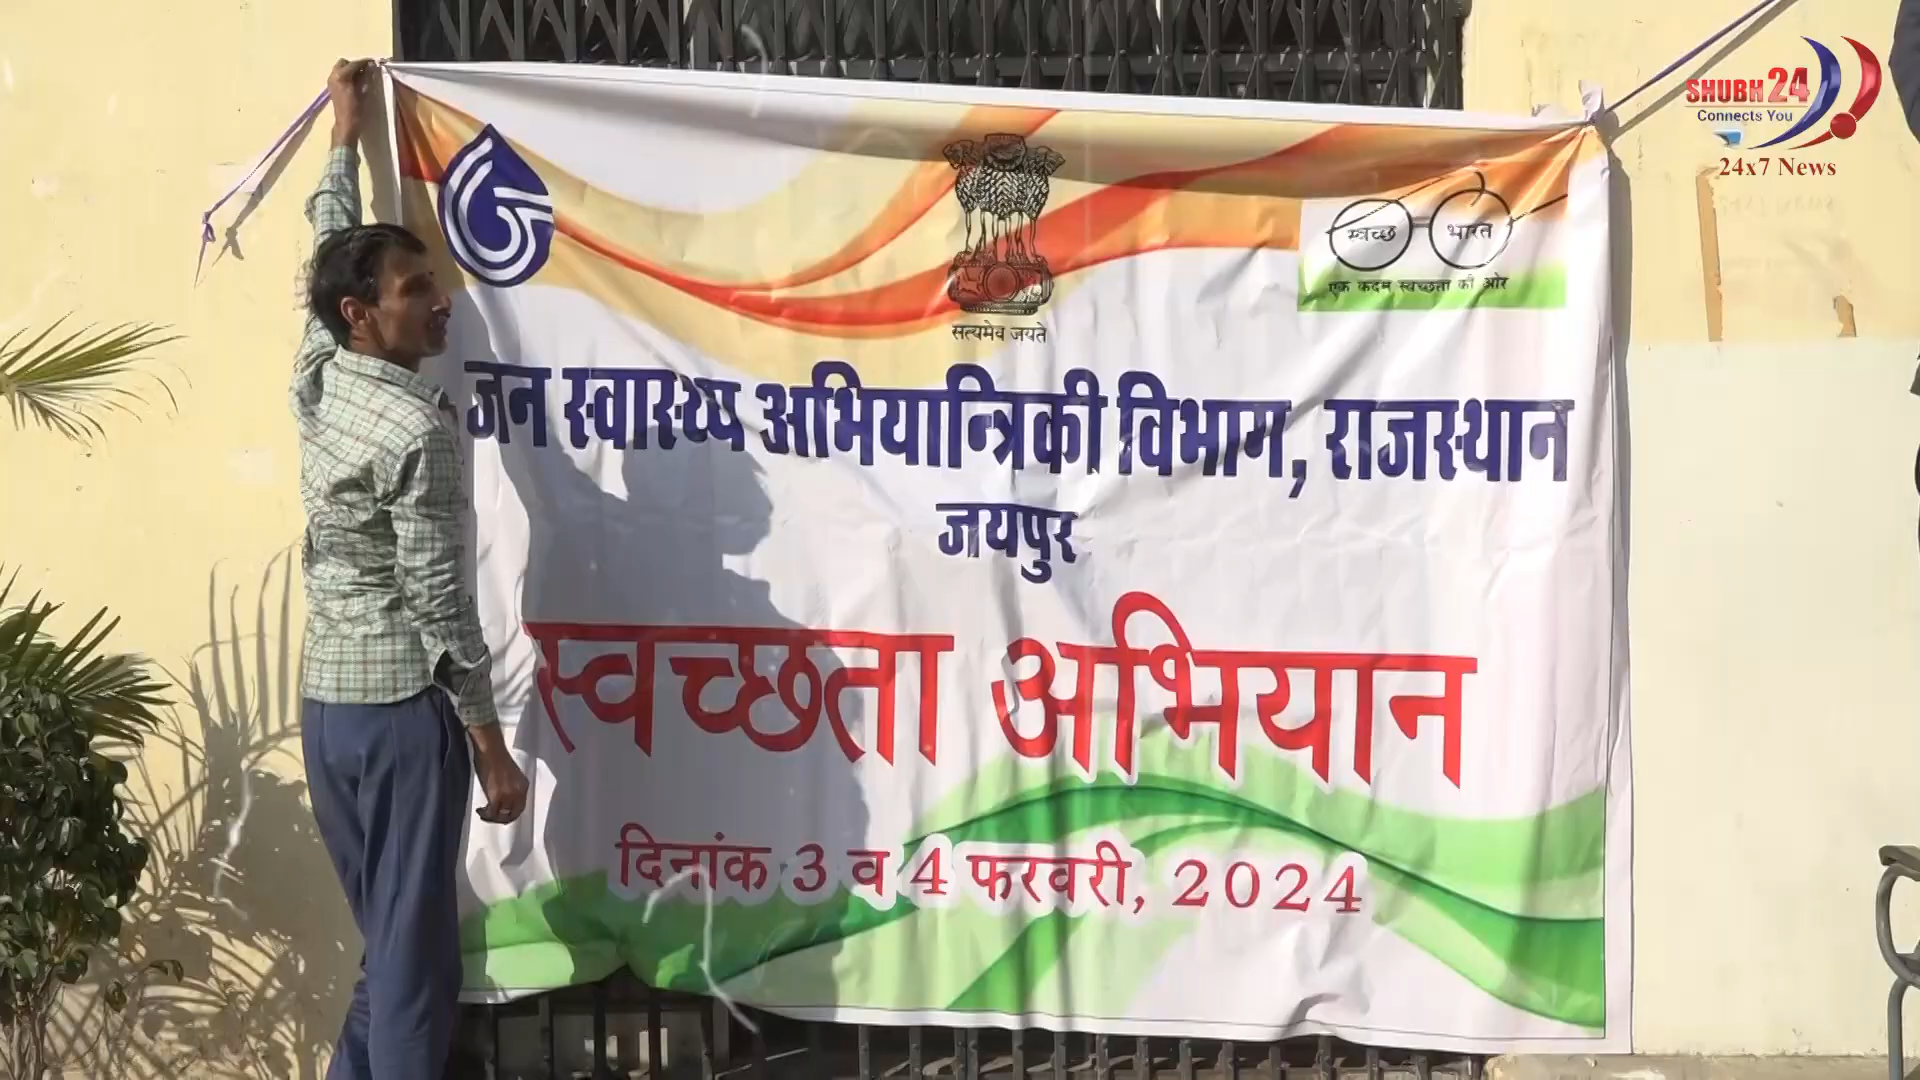 SHUBH 24
Connects You
24x7 News
सत्यमेव जयते
स्वच्छ भारत
एक कदम स्वच्छता की ओर
जन स्वास्थ्य अभियान्त्रिकी विभाग, राजस्थान
जयपुर
स्वच्छता अभियान
दिनांक 3 व 4 फरवरी, 2024